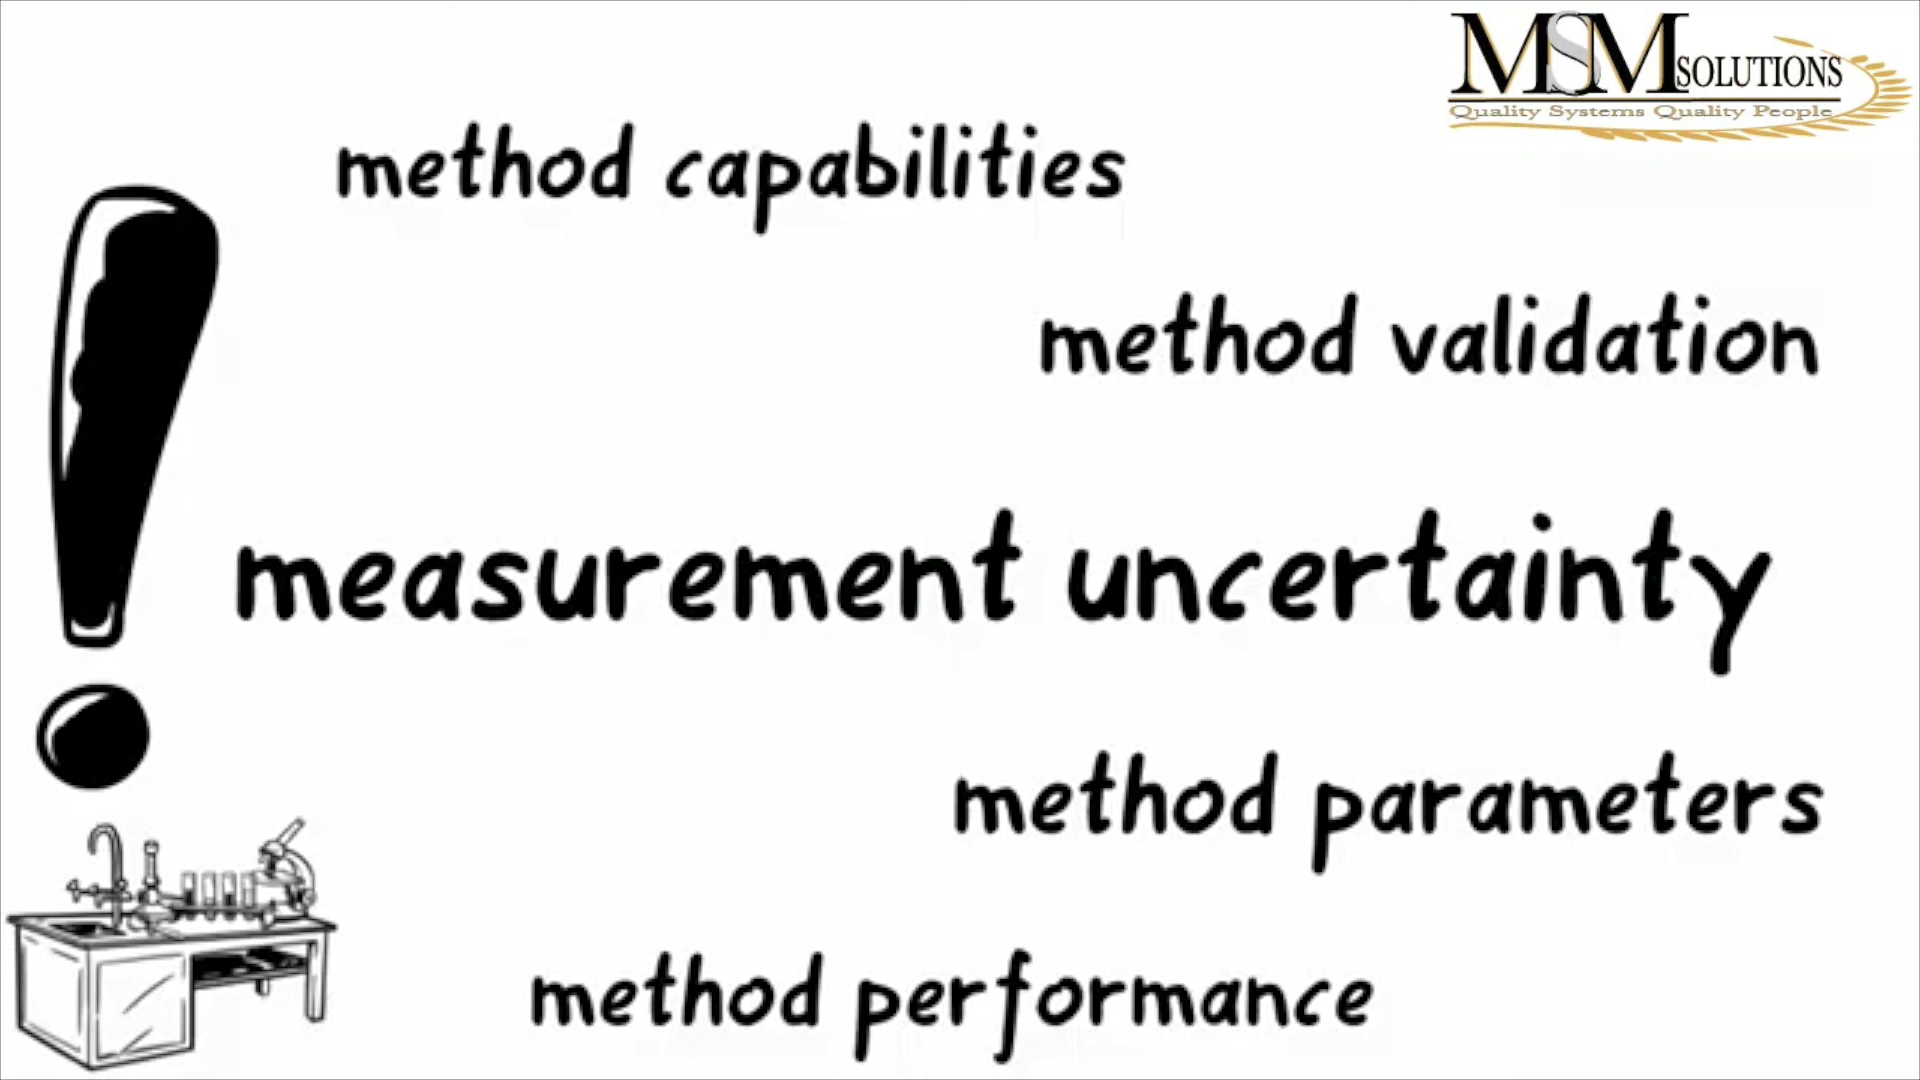 MSM SOLUTIONS
Quality Systems Quality People
method capabilities
method validation
measurement uncertainty
method parameters
method performance